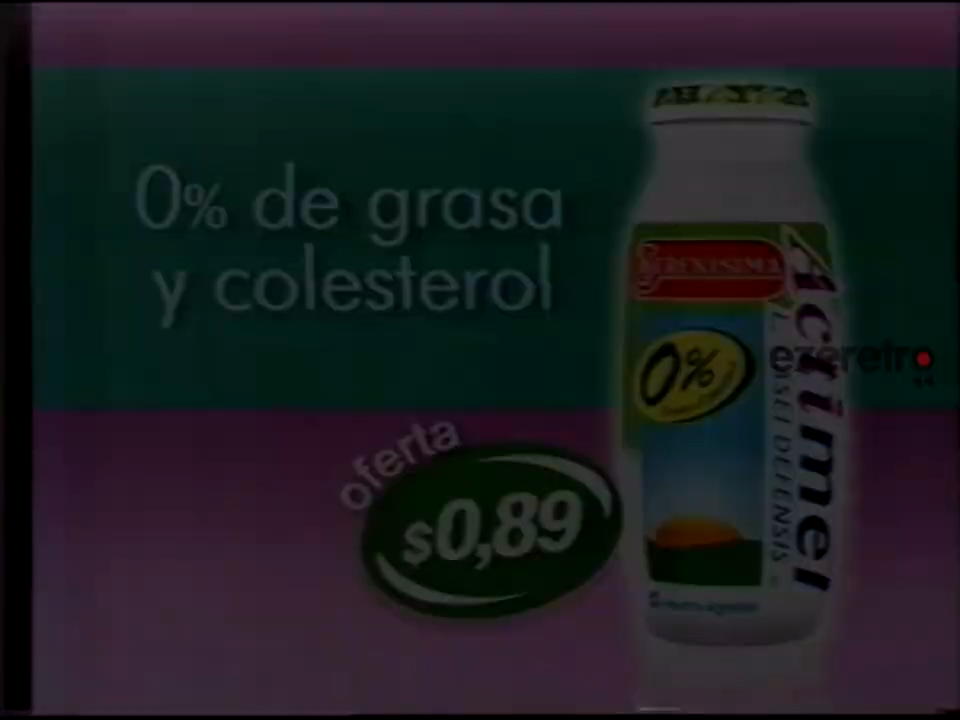 0% de grasa
y colesterol
oferta
$0,89
SERENISIMA
0%
Actimel
L. CASEI DEFENSIS
ezeretro